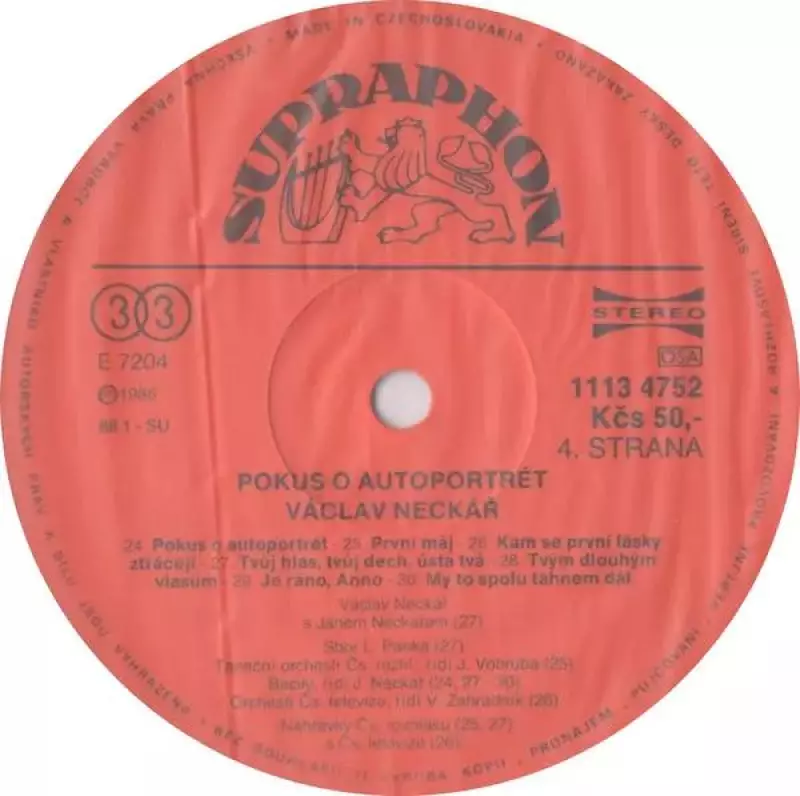 MADE IN CZECHOSLOVAKIA
SUPRAPHON
33
STEREO
E 7204
OSA
℗1986
1113 4752
Kčs 50,-
88 1 - SU
4. STRANA
POKUS O AUTOPORTRÉT
VÁCLAV NECKÁŘ
24 Pokus o autoportrét - 25 První máj - 26 Kam se první lásky
ztrácejí - 27 Tvůj hlas, tvůj dech, ústa tvá - 28 Tvým dlouhým
vlasům - 29 Je ráno, Anno - 30 My to spolu táhnem dál
Václav Neckář
s Janem Neckářem (27)
Sbor L. Pánka (27)
Taneční orchestr Čs. rozhl., řídí J. Vobruba (25)
Bacily, řídí J. Neckář (24, 27 - 30)
Orchestr Čs. televize, řídí V. Zahradník (26)
Nahrávky Čs. rozhlasu (25, 27)
a Čs. televize (26)